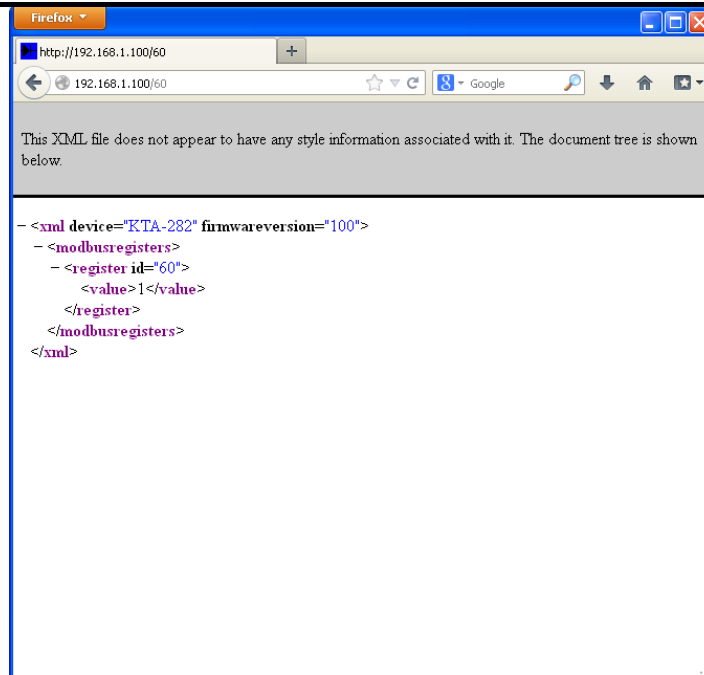 Firefox
http://192.168.1.100/60
192.168.1.100/60
Google
This XML file does not appear to have any style information associated with it. The document tree is shown
below.
− <xml device="KTA-282" firmwareversion="100">
− <modbusregisters>
− <register id="60">
<value>1</value>
</register>
</modbusregisters>
</xml>